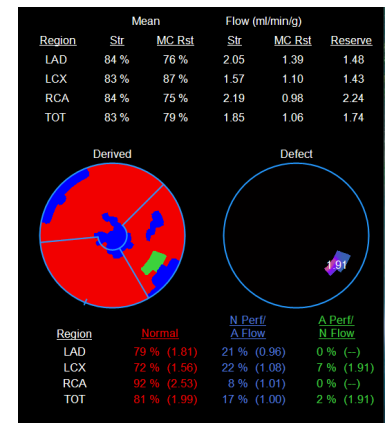 Mean Flow (ml/min/g)
Region Str MC Rst Str MC Rst Reserve
LAD 84 % 76 % 2.05 1.39 1.48
LCX 83 % 87 % 1.57 1.10 1.43
RCA 84 % 75 % 2.19 0.98 2.24
TOT 83 % 79 % 1.85 1.06 1.74
Derived Defect
1.91
N Perf/ A Perf/
Region Normal A Flow N Flow
LAD 79 % (1.81) 21 % (0.96) 0 % (--)
LCX 72 % (1.56) 22 % (1.08) 7 % (1.91)
RCA 92 % (2.53) 8 % (1.01) 0 % (--)
TOT 81 % (1.99) 17 % (1.00) 2 % (1.91)